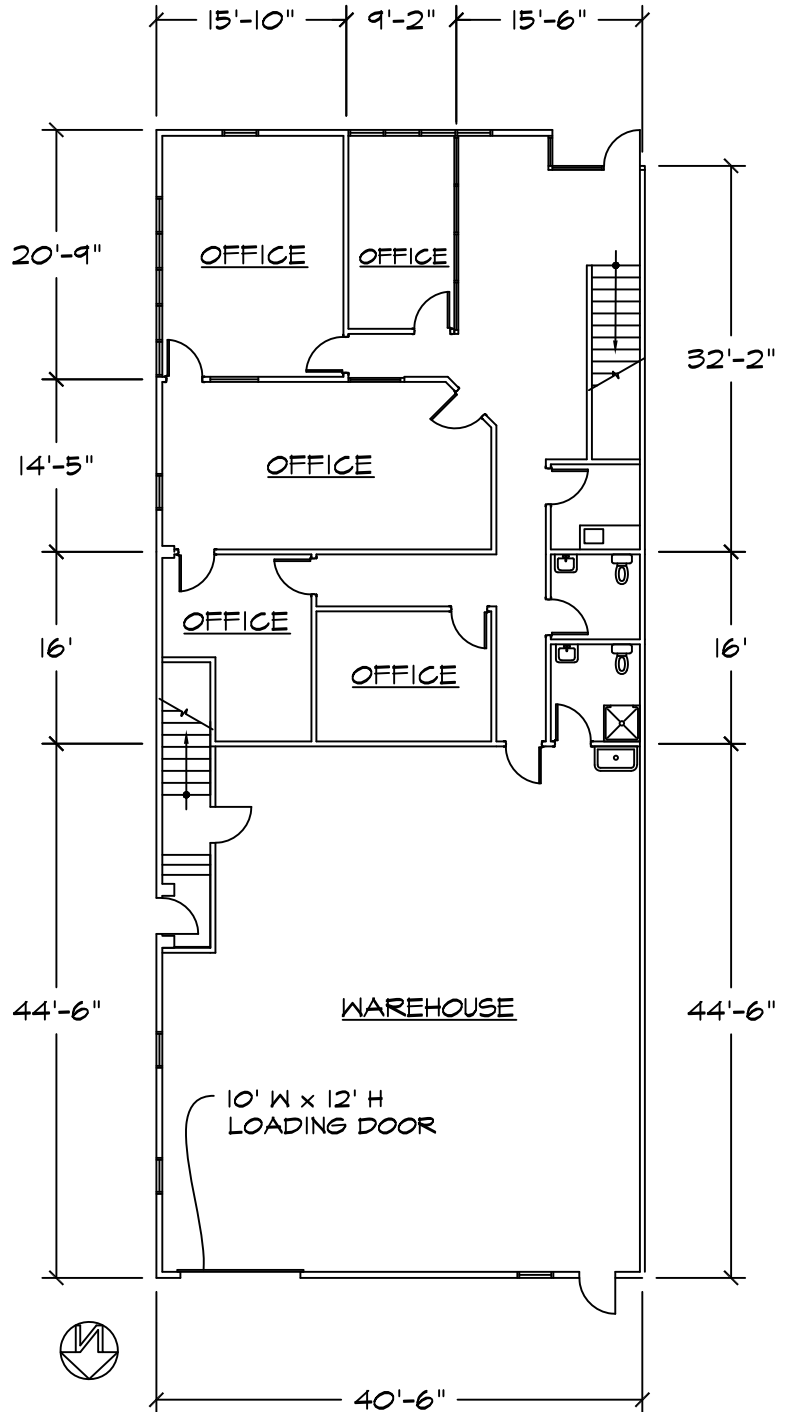 15'-10"
9'-2"
15'-6"
20'-9"
OFFICE
OFFICE
32'-2"
14'-5"
OFFICE
16'
OFFICE
OFFICE
16'
44'-6"
WAREHOUSE
44'-6"
10' W x 12' H
LOADING DOOR
N
40'-6"